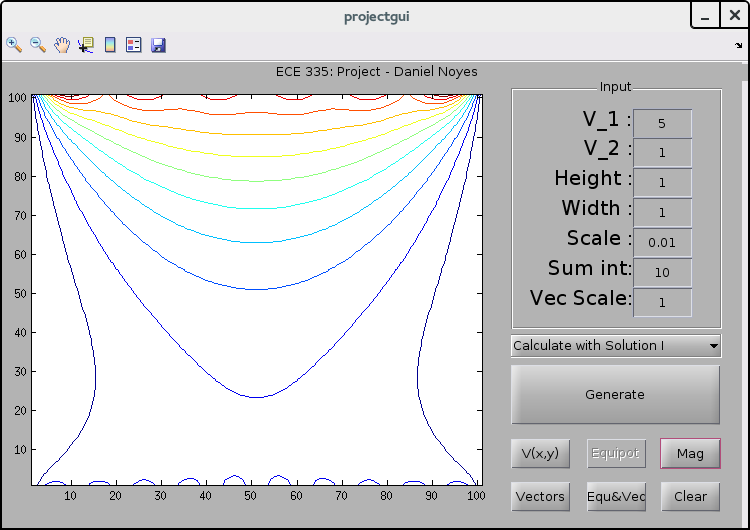 projectgui
ECE 335: Project - Daniel Noyes
Input
V_1 : 5
V_2 : 1
Height : 1
Width : 1
Scale : 0.01
Sum int: 10
Vec Scale: 1
Calculate with Solution I
Generate
V(x,y) Equipot Mag
Vectors Equ&Vec Clear
100
90
80
70
60
50
40
30
20
10
10 20 30 40 50 60 70 80 90 100